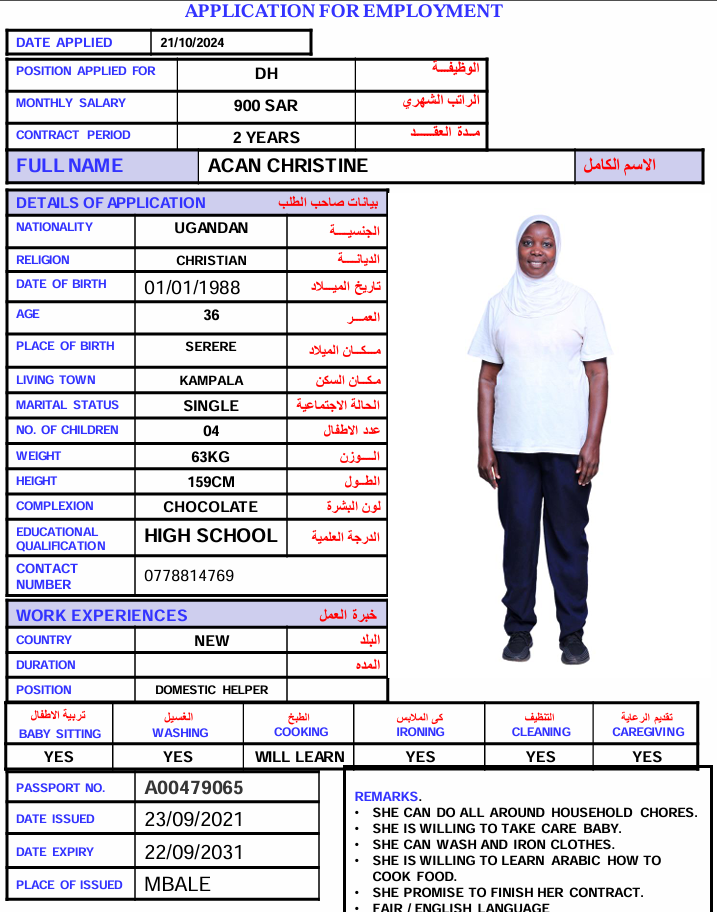 APPLICATION FOR EMPLOYMENT
DATE APPLIED 21/10/2024
POSITION APPLIED FOR DH الوظيفـــة
MONTHLY SALARY 900 SAR الراتب الشهري
CONTRACT PERIOD 2 YEARS مـدة العقـــد
FULL NAME ACAN CHRISTINE الاسم الكامل
DETAILS OF APPLICATION بيانات صاحب الطلب
NATIONALITY UGANDAN الجنسيـــة
RELIGION CHRISTIAN الديانـــة
DATE OF BIRTH 01/01/1988 تاريخ الميــلاد
AGE 36 العمــر
PLACE OF BIRTH SERERE مــكــان الميلاد
LIVING TOWN KAMPALA مـكــان السكن
MARITAL STATUS SINGLE الحالة الاجتماعية
NO. OF CHILDREN 04 عدد الاطفال
WEIGHT 63KG الـــوزن
HEIGHT 159CM الطــول
COMPLEXION CHOCOLATE لون البشرة
EDUCATIONAL QUALIFICATION HIGH SCHOOL الدرجة العلمية
CONTACT NUMBER 0778814769
WORK EXPERIENCES خبرة العمل
COUNTRY NEW البلد
DURATION المده
POSITION DOMESTIC HELPER
تربية الاطفال الغسيل الطبخ كى الملابس التنظيف تقديم الرعاية
BABY SITTING WASHING COOKING IRONING CLEANING CAREGIVING
YES YES WILL LEARN YES YES YES
PASSPORT NO. A00479065
DATE ISSUED 23/09/2021
DATE EXPIRY 22/09/2031
PLACE OF ISSUED MBALE
REMARKS.
• SHE CAN DO ALL AROUND HOUSEHOLD CHORES.
• SHE IS WILLING TO TAKE CARE BABY.
• SHE CAN WASH AND IRON CLOTHES.
• SHE IS WILLING TO LEARN ARABIC HOW TO
COOK FOOD.
• SHE PROMISE TO FINISH HER CONTRACT.
• FAIR / ENGLISH LANGUAGE